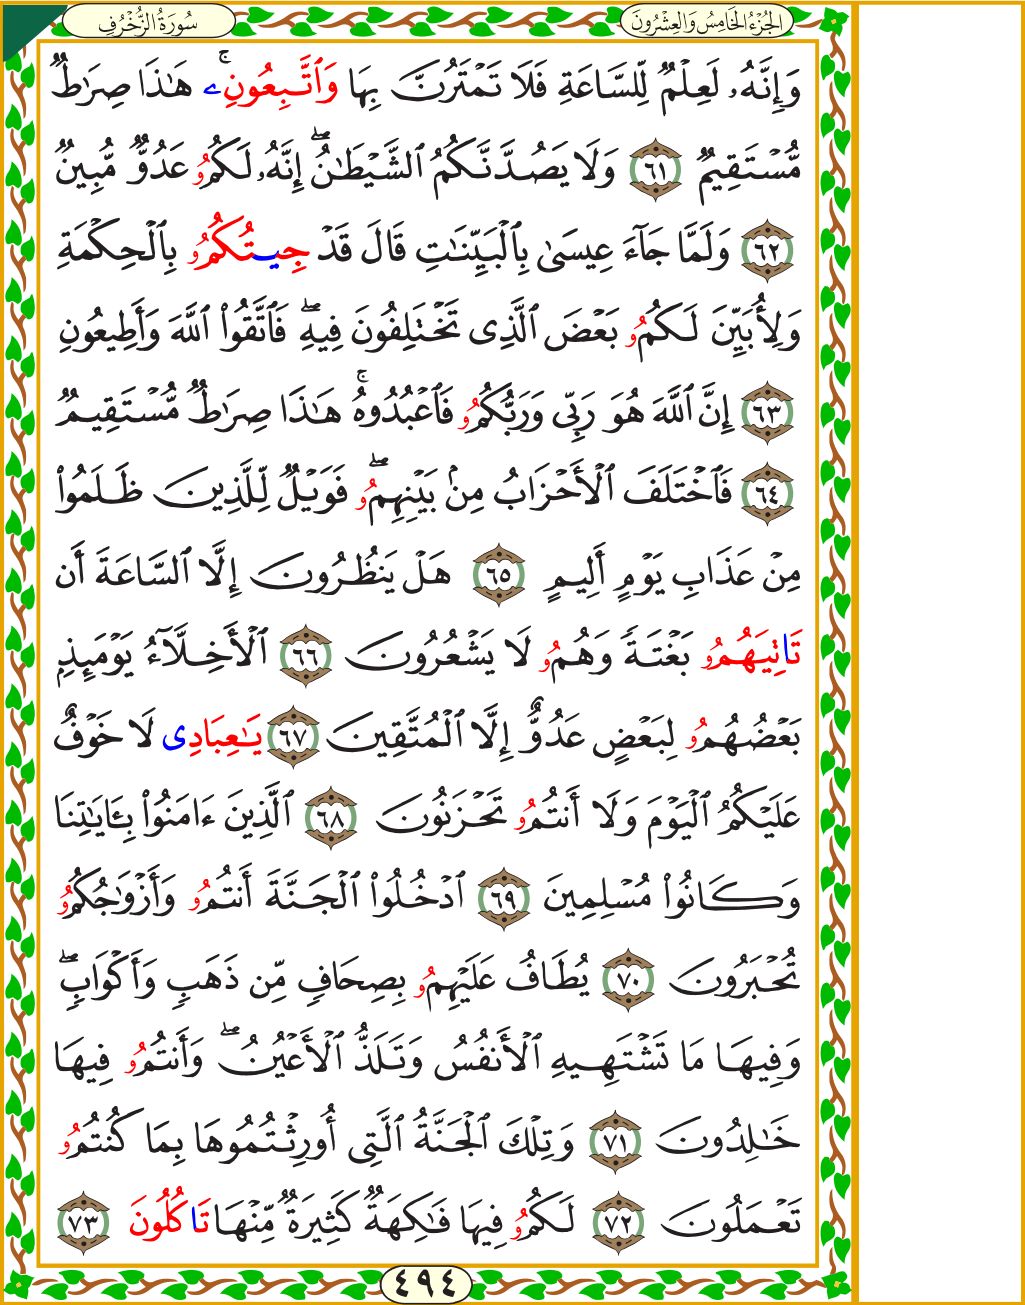 الجُزْءُ الخَامِسُ وَالعِشْرُونَ
سُورَةُ الزُّخْرُفِ
وَإِنَّهُۥ لَعِلْمٌ لِّلسَّاعَةِ فَلَا تَمْتَرُنَّ بِهَا وَٱتَّبِعُونِۦۚ هَٰذَا صِرَٰطٌ
مُّسْتَقِيمٌ ٦١ وَلَا يَصُدَّنَّكُمُ ٱلشَّيْطَٰنُۖ إِنَّهُۥ لَكُمُۥ عَدُوٌّ مُّبِينٌ
٦٢ وَلَمَّا جَآءَ عِيسَىٰ بِٱلْبَيِّنَٰتِ قَالَ قَدْ جِيتُكُمُۥ بِٱلْحِكْمَةِ
وَلِأُبَيِّنَ لَكُمُۥ بَعْضَ ٱلَّذِى تَخْتَلِفُونَ فِيهِۖ فَٱتَّقُوا۟ ٱللَّهَ وَأَطِيعُونِ
٦٣ إِنَّ ٱللَّهَ هُوَ رَبِّى وَرَبُّكُمُۥ فَٱعْبُدُوهُۚ هَٰذَا صِرَٰطٌ مُّسْتَقِيمٌ
٦٤ فَٱخْتَلَفَ ٱلْأَحْزَابُ مِنۢ بَيْنِهِمُۥۖ فَوَيْلٌ لِّلَّذِينَ ظَلَمُوا۟
مِنْ عَذَابِ يَوْمٍ أَلِيمٍ ٦٥ هَلْ يَنظُرُونَ إِلَّا ٱلسَّاعَةَ أَن
تَاتِيَهُمُۥ بَغْتَةً وَهُمُۥ لَا يَشْعُرُونَ ٦٦ ٱلْأَخِلَّآءُ يَوْمَئِذِۭ
بَعْضُهُمُۥ لِبَعْضٍ عَدُوٌّ إِلَّا ٱلْمُتَّقِينَ ٦٧ يَٰعِبَادِى لَا خَوْفٌ
عَلَيْكُمُ ٱلْيَوْمَ وَلَا أَنتُمُۥ تَحْزَنُونَ ٦٨ ٱلَّذِينَ ءَامَنُوا۟ بِـَٔايَٰتِنَا
وَكَانُوا۟ مُسْلِمِينَ ٦٩ ٱدْخُلُوا۟ ٱلْجَنَّةَ أَنتُمُۥ وَأَزْوَٰجُكُمُۥ
تُحْبَرُونَ ٧٠ يُطَافُ عَلَيْهِمُۥ بِصِحَافٍ مِّن ذَهَبٍ وَأَكْوَابٍۖ
وَفِيهَا مَا تَشْتَهِيهِ ٱلْأَنفُسُ وَتَلَذُّ ٱلْأَعْيُنُۖ وَأَنتُمُۥ فِيهَا
خَٰلِدُونَ ٧١ وَتِلْكَ ٱلْجَنَّةُ ٱلَّتِى أُورِثْتُمُوهَا بِمَا كُنتُمُۥ
تَعْمَلُونَ ٧٢ لَكُمُۥ فِيهَا فَٰكِهَةٌ كَثِيرَةٌ مِّنْهَا تَاكُلُونَ ٧٣
٤٩٤